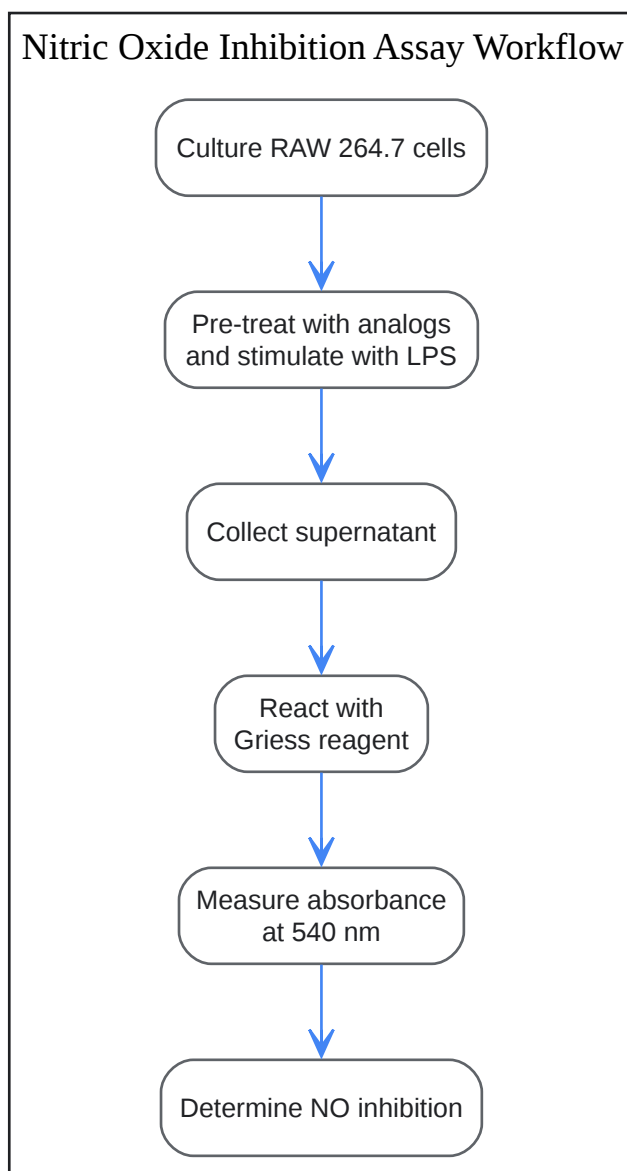 Nitric Oxide Inhibition Assay Workflow
Culture RAW 264.7 cells
Pre-treat with analogs
and stimulate with LPS
Collect supernatant
React with
Griess reagent
Measure absorbance
at 540 nm
Determine NO inhibition